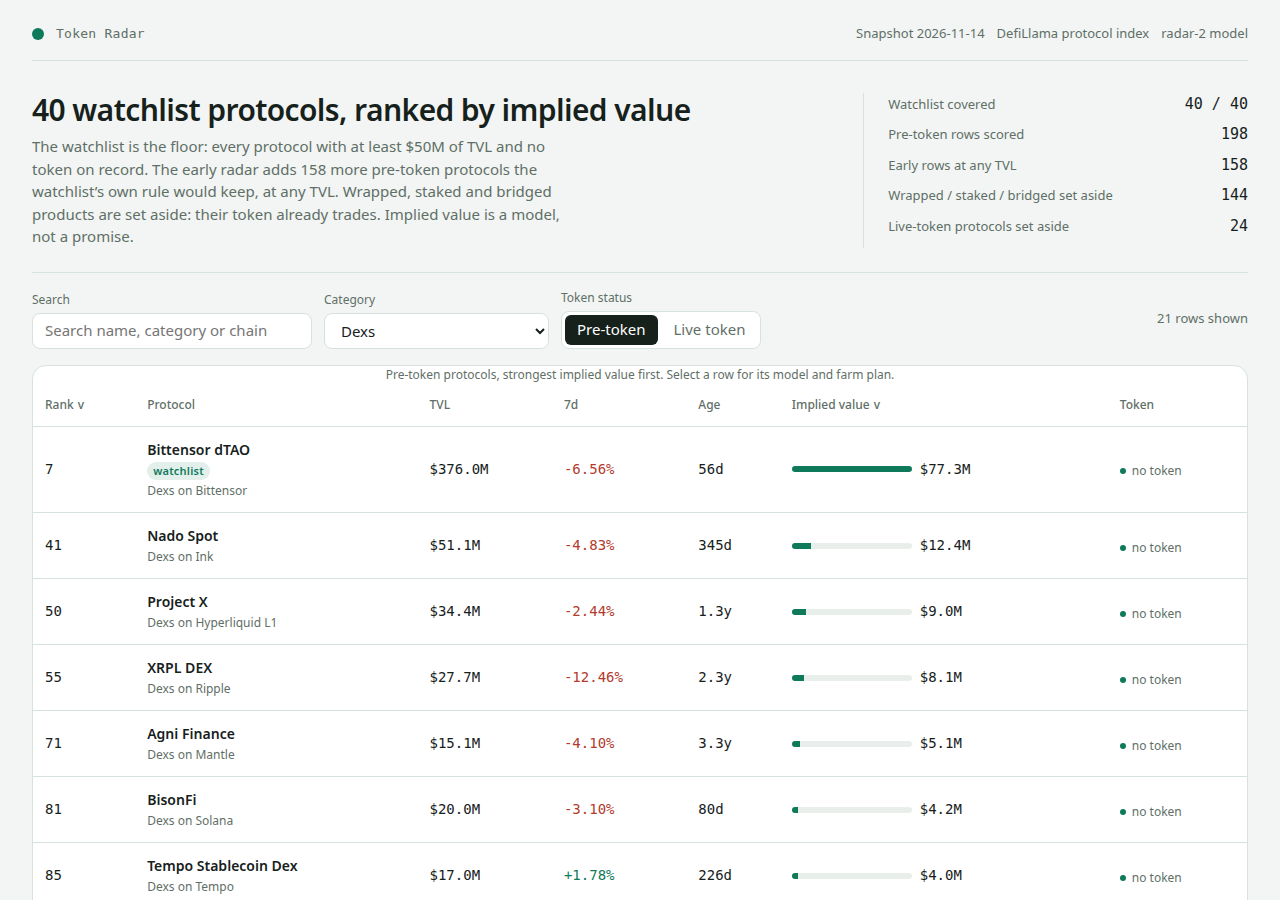 Token Radar
Snapshot 2026-11-14 DefiLlama protocol index radar-2 model
40 watchlist protocols, ranked by implied value
The watchlist is the floor: every protocol with at least $50M of TVL and no
token on record. The early radar adds 158 more pre-token protocols the
watchlist’s own rule would keep, at any TVL. Wrapped, staked and bridged
products are set aside: their token already trades. Implied value is a model,
not a promise.
Watchlist covered 40 / 40
Pre-token rows scored 198
Early rows at any TVL 158
Wrapped / staked / bridged set aside 144
Live-token protocols set aside 24
Search Category Token status
Search name, category or chain Dexs Pre-token Live token
21 rows shown
Pre-token protocols, strongest implied value first. Select a row for its model and farm plan.
Rank v Protocol TVL 7d Age Implied value v Token
Bittensor dTAO
7 watchlist $376.0M -6.56% 56d $77.3M no token
Dexs on Bittensor
Nado Spot
41 $51.1M -4.83% 345d $12.4M no token
Dexs on Ink
Project X
50 $34.4M -2.44% 1.3y $9.0M no token
Dexs on Hyperliquid L1
XRPL DEX
55 $27.7M -12.46% 2.3y $8.1M no token
Dexs on Ripple
Agni Finance
71 $15.1M -4.10% 3.3y $5.1M no token
Dexs on Mantle
BisonFi
81 $20.0M -3.10% 80d $4.2M no token
Dexs on Solana
Tempo Stablecoin Dex
85 $17.0M +1.78% 226d $4.0M no token
Dexs on Tempo